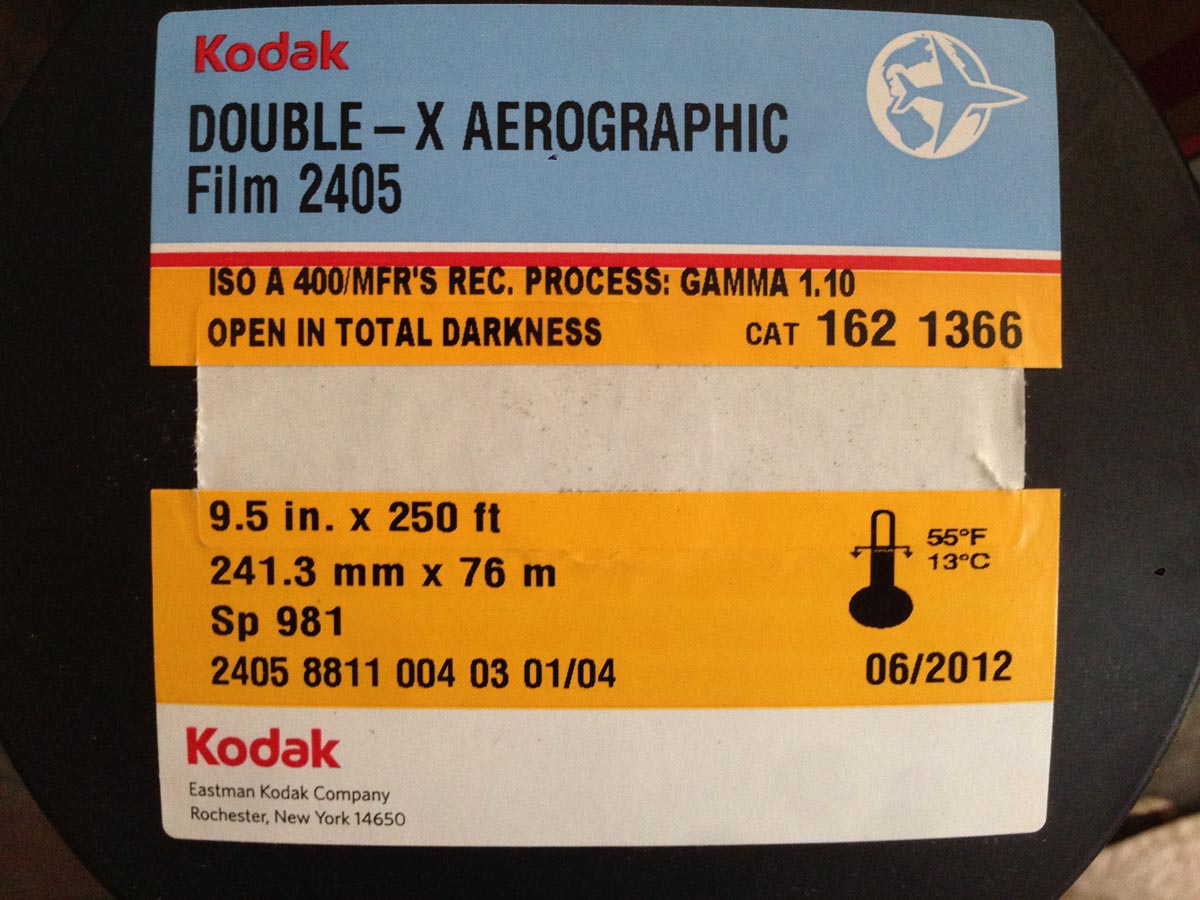 Kodak
DOUBLE – X AEROGRAPHIC
Film 2405
ISO A 400/MFR'S REC. PROCESS: GAMMA 1.10
OPEN IN TOTAL DARKNESS CAT 162 1366
9.5 in. x 250 ft
55°F
13°C
241.3 mm x 76 m
Sp 981
2405 8811 004 03 01/04 06/2012
Kodak
Eastman Kodak Company
Rochester, New York 14650